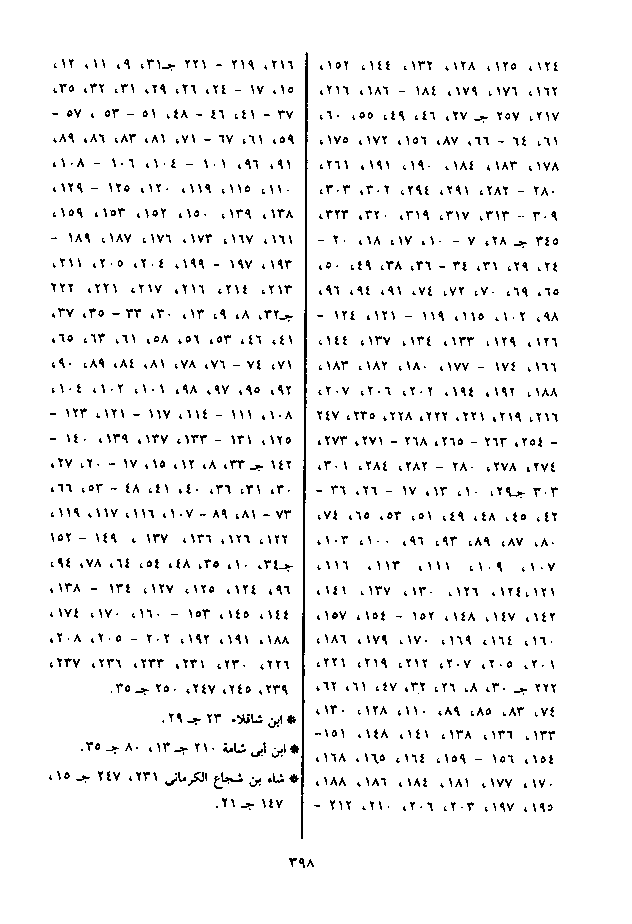 ١٢٤، ١٢٥، ١٢٨، ١٣٢، ١٤٤، ١٥٢،
١٦٢، ١٧٦، ١٧٩، ١٨٤ – ١٨٦، ٢١٦،
٢١٧، ٢٥٧ جـ ٢٧، ٤٦، ٤٩، ٥٥، ٦٠،
٦١، ٦٤ – ٦٦، ٨٧، ١٥٦، ١٧٢، ١٧٥،
١٧٨، ١٨٣، ١٨٤، ١٩٠، ١٩١، ٢٦١،
٢٨٠ – ٢٨٢، ٢٩١، ٢٩٤، ٣٠٢، ٣٠٣،
٣٠٩ – ٣١٣، ٣١٧، ٣١٩، ٣٢٠، ٣٢٣،
٣٤٥ جـ ٢٨، ٧ – ١٠، ١٧، ١٨، ٢٠ –
٢٤، ٢٩، ٣١، ٣٤ – ٣٦، ٣٨، ٤٩، ٥٠،
٦٥، ٦٩، ٧٠، ٧٢، ٧٤، ٩١، ٩٤، ٩٦،
٩٨، ١٠٢، ١١٥، ١١٩ – ١٢١، ١٢٤ –
١٢٦، ١٢٩، ١٣٣، ١٣٤، ١٣٧، ١٤٤،
١٦٦، ١٧٤ – ١٧٧، ١٨٠، ١٨٢، ١٨٣،
١٨٨، ١٩٢، ١٩٤، ٢٠٢، ٢٠٦، ٢٠٧،
٢١٦، ٢١٩، ٢٢١، ٢٢٢، ٢٢٨، ٢٣٥، ٢٤٧
– ٢٥٤، ٢٦٣ – ٢٦٥، ٢٦٨ – ٢٧١، ٢٧٣،
٢٧٤، ٢٧٨، ٢٨٠ – ٢٨٢، ٢٨٤، ٣٠١،
٣٠٣ جـ٢٩، ١٠، ١٣، ١٧ – ٢٦، ٣٦ –
٤٢، ٤٥، ٤٨، ٤٩، ٥١، ٥٣، ٦٥، ٧٤،
٨٠، ٨٧، ٨٩، ٩٣، ٩٦، ١٠٠، ١٠٣،
١٠٧، ١٠٩، ١١١، ١١٣، ١١٦،
١٢١،١٢٤، ١٢٦، ١٣٠، ١٣٧، ١٤١،
١٤٢، ١٤٧، ١٤٨، ١٥٢ – ١٥٤، ١٥٧،
١٦٠، ١٦٤، ١٦٩، ١٧٠، ١٧٩، ١٨٦،
٢٠١، ٢٠٥، ٢٠٧، ٢١٢، ٢١٩، ٢٢١،
٢٢٢ جـ ٣٠، ٨، ٢٦، ٣٢، ٤٧، ٦١، ٦٢،
٧٤، ٨٣، ٨٥، ٨٩، ١١٠، ١٢٨، ١٣٠،
١٣٣، ١٣٦، ١٣٨، ١٤١، ١٤٨، ١٥١–
١٥٤، ١٥٦ – ١٥٩، ١٦٤، ١٦٥، ١٦٨،
١٧٠، ١٧٧، ١٨١، ١٨٤، ١٨٦، ١٨٨،
١٩٥، ١٩٧، ٢٠٣، ٢٠٦، ٢١٠، ٢١٢ –
٢١٦، ٢١٩ – ٢٢١ جـ٣١، ٩، ١١، ١٢،
١٥، ١٧ – ٢٤، ٢٦، ٢٩، ٣١، ٣٢، ٣٥،
٣٧ – ٤١، ٤٦ – ٤٨، ٥١ – ٥٣ ، ٥٧ –
٥٩، ٦١، ٦٧ – ٧١، ٨١، ٨٣، ٨٦، ٨٩،
٩١، ٩٦، ١٠١ – ١٠٤، ١٠٦ – ١٠٨،
١١٠، ١١٥، ١١٩، ١٢٠، ١٢٥ – ١٢٩،
١٣٨، ١٣٩، ١٥٠، ١٥٢، ١٥٣، ١٥٩،
١٦١، ١٦٧، ١٧٣، ١٧٦، ١٨٧، ١٨٩ –
١٩٣، ١٩٧ – ١٩٩، ٢٠٤، ٢٠٥، ٢١١،
٢١٣، ٢١٤، ٢١٦، ٢١٧، ٢٢١، ٢٢٢
جـ٣٢، ٨، ٩، ١٣، ٣٠، ٣٣ – ٣٥، ٣٧،
٤١، ٤٦، ٥٣، ٥٦، ٥٨، ٦١، ٦٣، ٦٥،
٧١، ٧٤ – ٧٦، ٧٨، ٨١، ٨٤، ٨٩، ٩٠،
٩٢، ٩٥، ٩٧، ٩٨، ١٠١، ١٠٢، ١٠٤،
١٠٨، ١١١ – ١١٤، ١١٧ – ١٢١، ١٢٣ –
١٢٥، ١٣١ – ١٣٣، ١٣٧، ١٣٩، ١٤٠ –
١٤٢ جـ ٣٣، ٨، ١٢، ١٥، ١٧ – ٢٠، ٢٧،
٣٠، ٣١، ٣٦، ٤٠، ٤١، ٤٨ – ٥٣، ٦٦،
٧٣ – ٨١، ٨٩ – ١٠٧، ١١٦، ١١٧، ١١٩،
١٢٢، ١٢٦، ١٣٦، ١٣٧ ، ١٤٩ – ١٥٢
جـ٣٤، ١٠، ٣٥، ٤٨، ٥٤، ٦٤، ٧٨، ٩٤،
٩٦، ١٢٤، ١٢٥، ١٢٧، ١٣٤ – ١٣٨،
١٤٤، ١٤٥، ١٥٣ – ١٦٠، ١٧٠، ١٧٤،
١٨٨، ١٩١، ١٩٢، ٢٠٢ – ٢٠٥، ٢٠٨،
٢٢٦، ٢٣٠، ٢٣١، ٢٣٣، ٢٣٦، ٢٣٧،
٢٣٩، ٢٤٥، ٢٤٧، ٢٥٠ جـ ٣٥.
* ابن شاقلاء ٢٣ جـ ٢٩.
* ابن أبى شامة ٢١٠ جـ ١٣، ٨٠ جـ ٣٥.
* شاه بن شجاع الكرمانى ٢٣١، ٢٤٧ جـ ١٥،
١٤٧ جـ ٢١.
٣٩٨